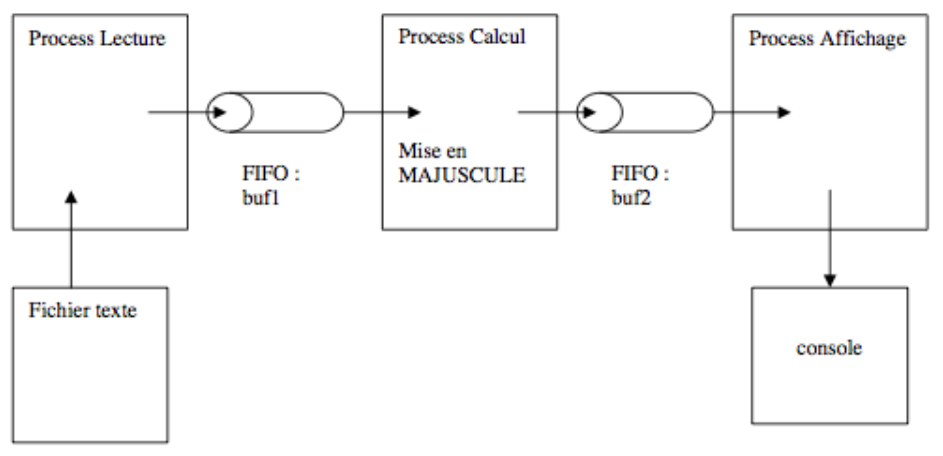 Process Lecture
Process Calcul
Process Affichage
Mise en
MAJUSCULE
FIFO :
buf1
FIFO :
buf2
Fichier texte
console